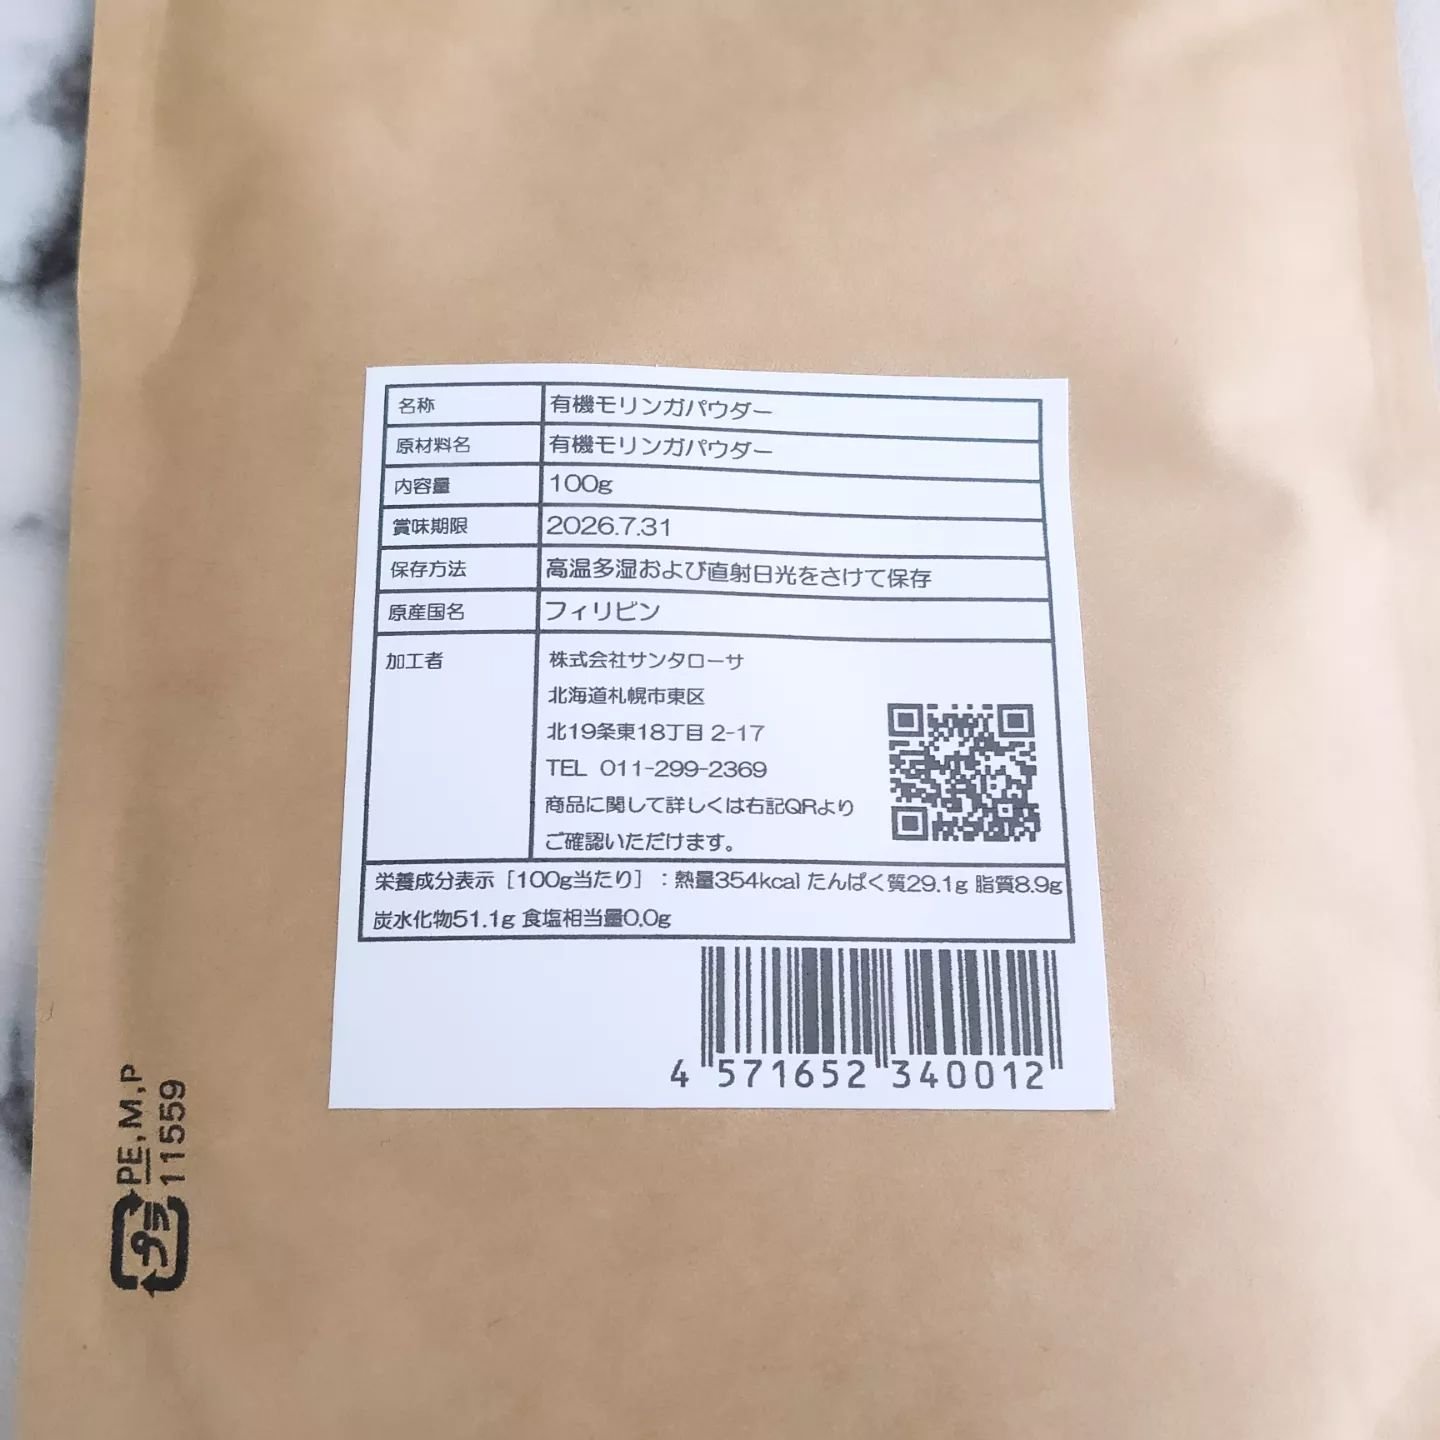 名称 有機モリンガパウダー
原材料名 有機モリンガパウダー
内容量 100g
賞味期限 2026.7.31
保存方法 高温多湿および直射日光をさけて保存
原産国名 フィリピン
加工者 株式会社サンタローサ
北海道札幌市東区
北19条東18丁目 2-17
TEL 011-299-2369
商品に関して詳しくは右記QRより
ご確認いただけます。
栄養成分表示［100g当たり］：熱量354kcal たんぱく質29.1g 脂質8.9g
炭水化物51.1g 食塩相当量0.0g
4 571652 340012
プラ PE,M,P
11559